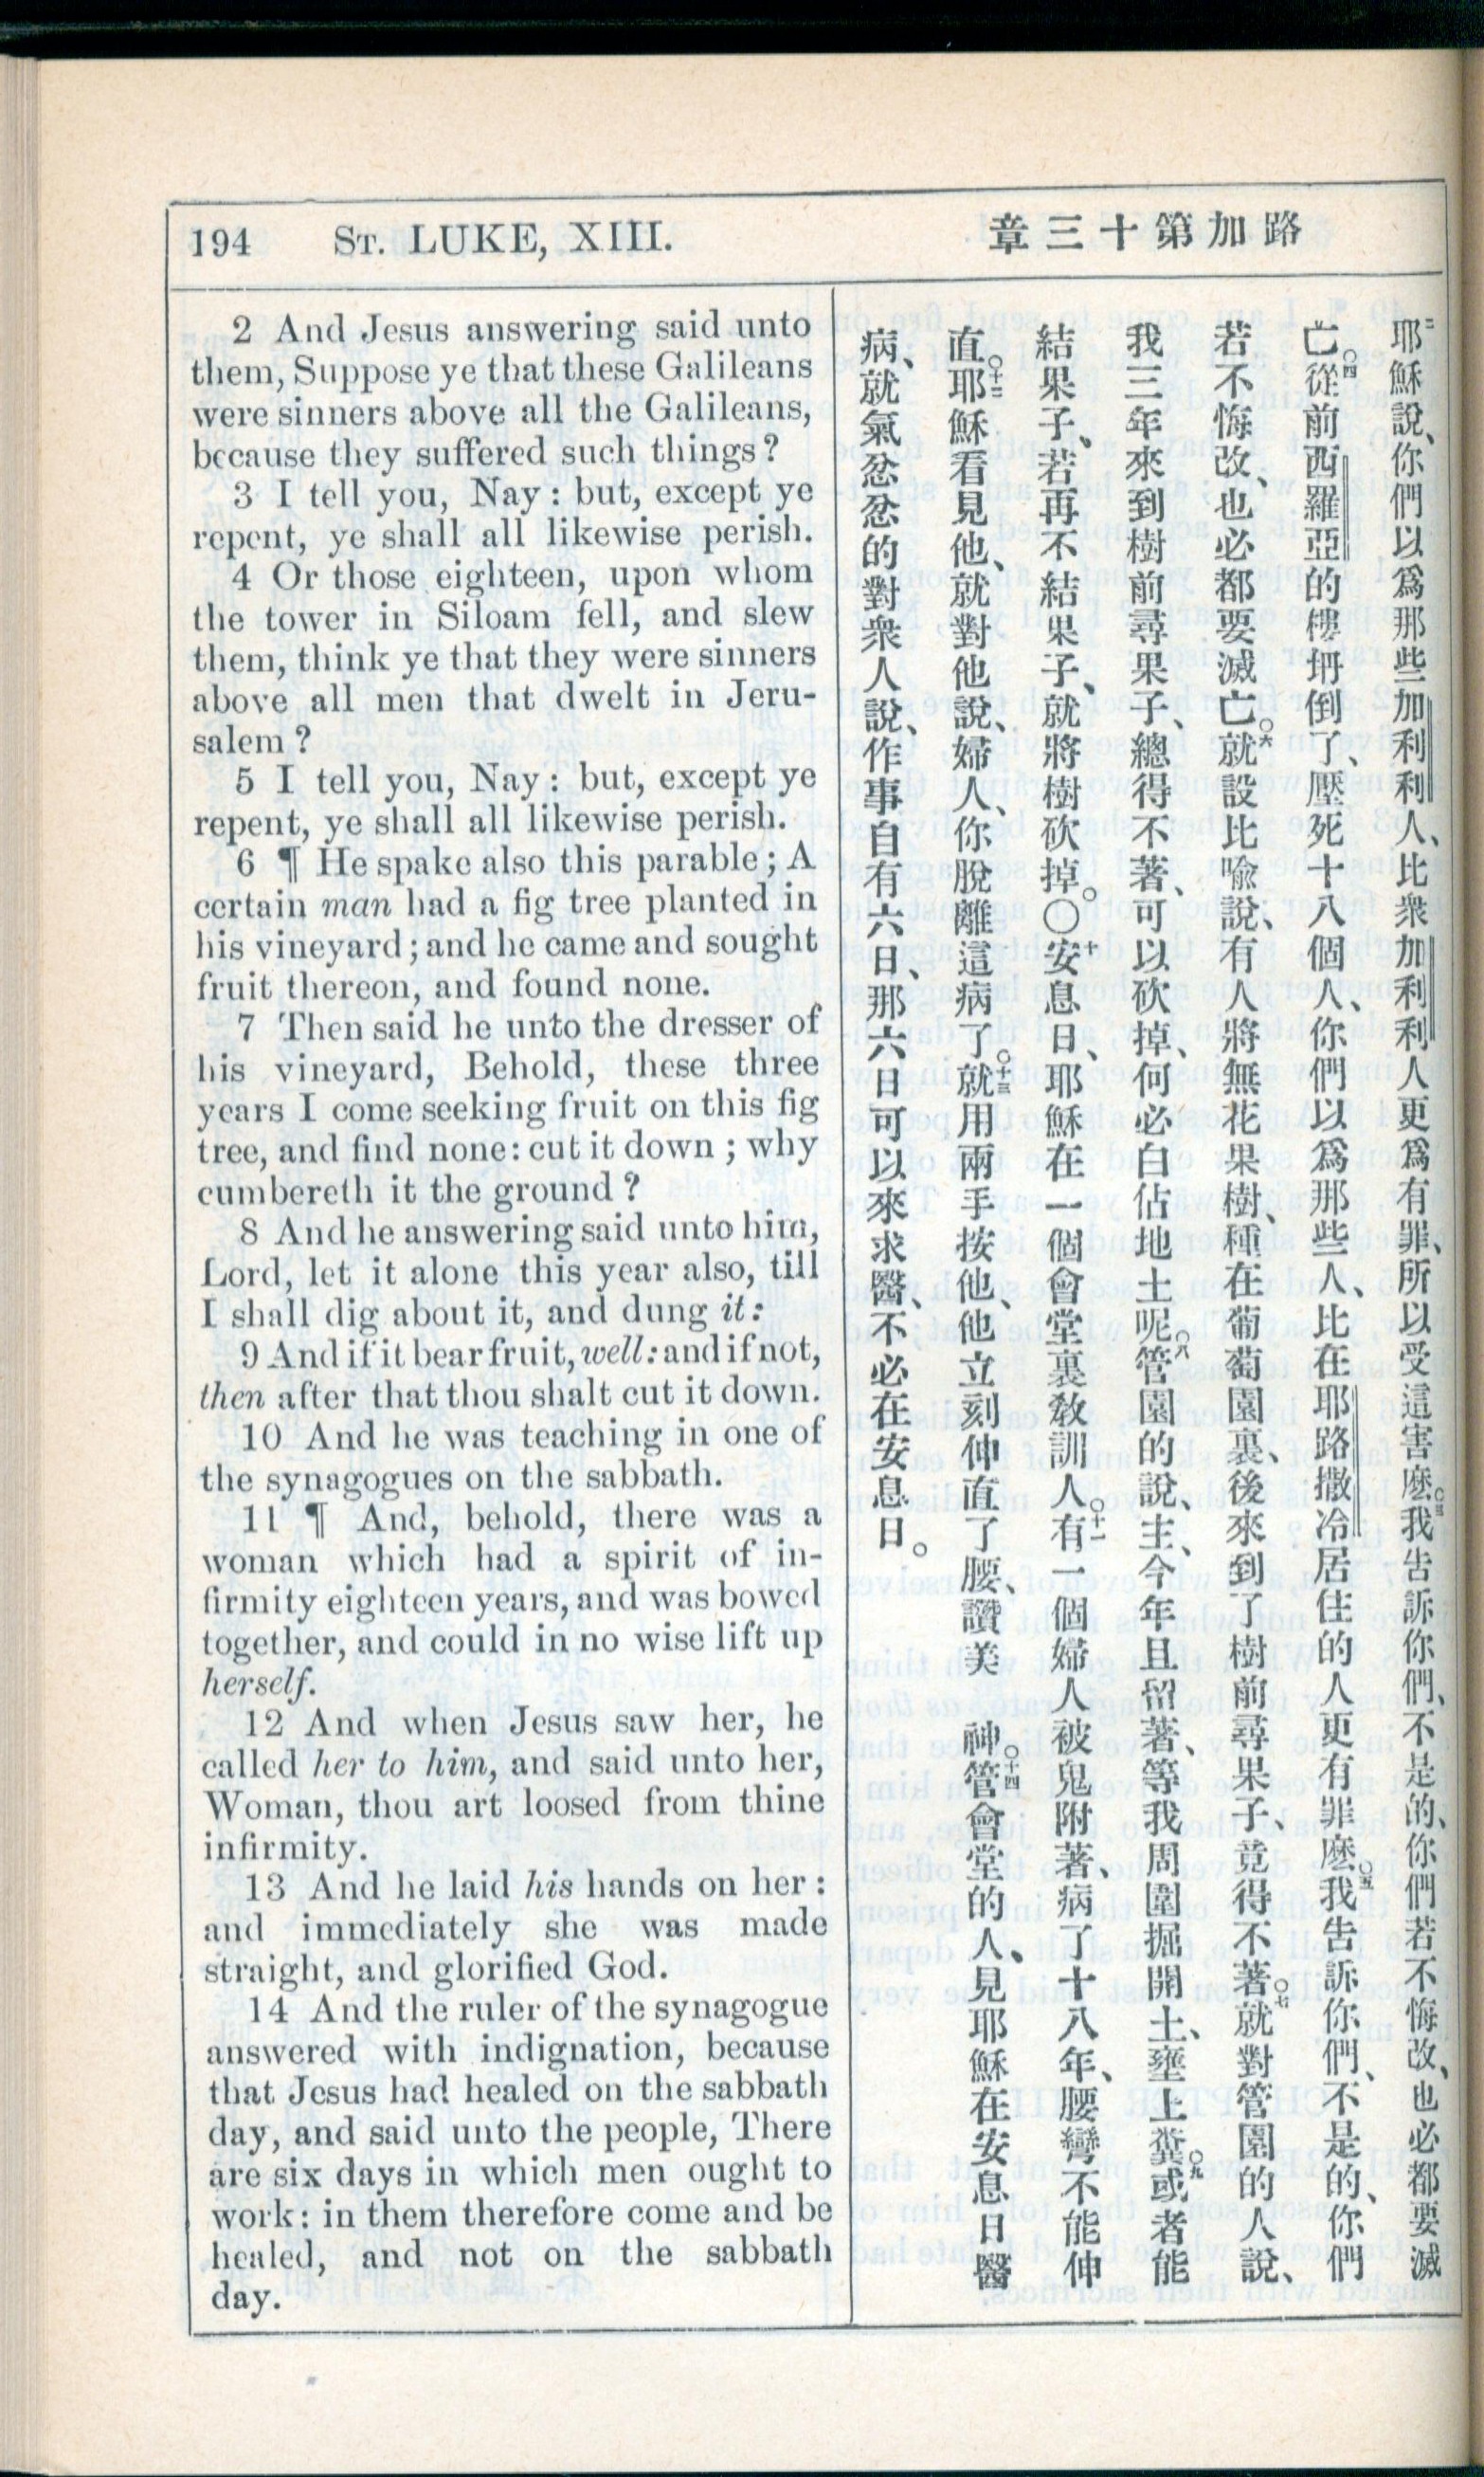 194 ST. LUKE, XIII.
章三十第加路
2 And Jesus answering said unto
them, Suppose ye that these Galileans
were sinners above all the Galileans,
because they suffered such things?
3 I tell you, Nay: but, except ye
repent, ye shall all likewise perish.
4 Or those eighteen, upon whom
the tower in Siloam fell, and slew
them, think ye that they were sinners
above all men that dwelt in Jeru-
salem?
5 I tell you, Nay: but, except ye
repent, ye shall all likewise perish.
6 ¶ He spake also this parable; A
certain man had a fig tree planted in
his vineyard; and he came and sought
fruit thereon, and found none.
7 Then said he unto the dresser of
his vineyard, Behold, these three
years I come seeking fruit on this fig
tree, and find none: cut it down; why
cumbereth it the ground?
8 And he answering said unto him,
Lord, let it alone this year also, till
I shall dig about it, and dung it:
9 And if it bear fruit, well: and if not,
then after that thou shalt cut it down.
10 And he was teaching in one of
the synagogues on the sabbath.
11 ¶ And, behold, there was a
woman which had a spirit of in-
firmity eighteen years, and was bowed
together, and could in no wise lift up
herself.
12 And when Jesus saw her, he
called her to him, and said unto her,
Woman, thou art loosed from thine
infirmity.
13 And he laid his hands on her:
and immediately she was made
straight, and glorified God.
14 And the ruler of the synagogue
answered with indignation, because
that Jesus had healed on the sabbath
day, and said unto the people, There
are six days in which men ought to
work: in them therefore come and be
healed, and not on the sabbath
day.
二耶穌說、你們以爲那些加利利人、比衆加利利人更爲有罪、所以受這害麽。三我告訴你們、不是的、你們若不悔改、也必都要滅
亡。四從前西羅亞的樓坍倒了、壓死十八個人、你們以爲那些人、比在耶路撒冷居住的人更有罪麽。五我告訴你們、不是的、你們
若不悔改、也必都要滅亡。六就設比喩說、有人將無花果樹、種在葡萄園裏、後來到了樹前尋果子、竟得不著。七就對管園的人說、
我三年來到樹前尋果子、總得不著、可以砍掉、何必白佔地土呢。八管園的說、主、今年且留著、等我周圍掘開土、壅上糞。九或者能
結果子、若再不結果子、就將樹砍掉。〇十安息日、耶穌在一個會堂裏敎訓人。十一有一個婦人被鬼附著、病了十八年、腰彎不能伸
直。十二耶穌看見他、就對他說、婦人、你脫離這病了。十三就用兩手按他、他立刻伸直了腰、讚美 神。十四管會堂的人、見耶穌在安息日醫
病、就氣忿忿的對衆人說、作事自有六日、那六日可以來求醫、不必在安息日。